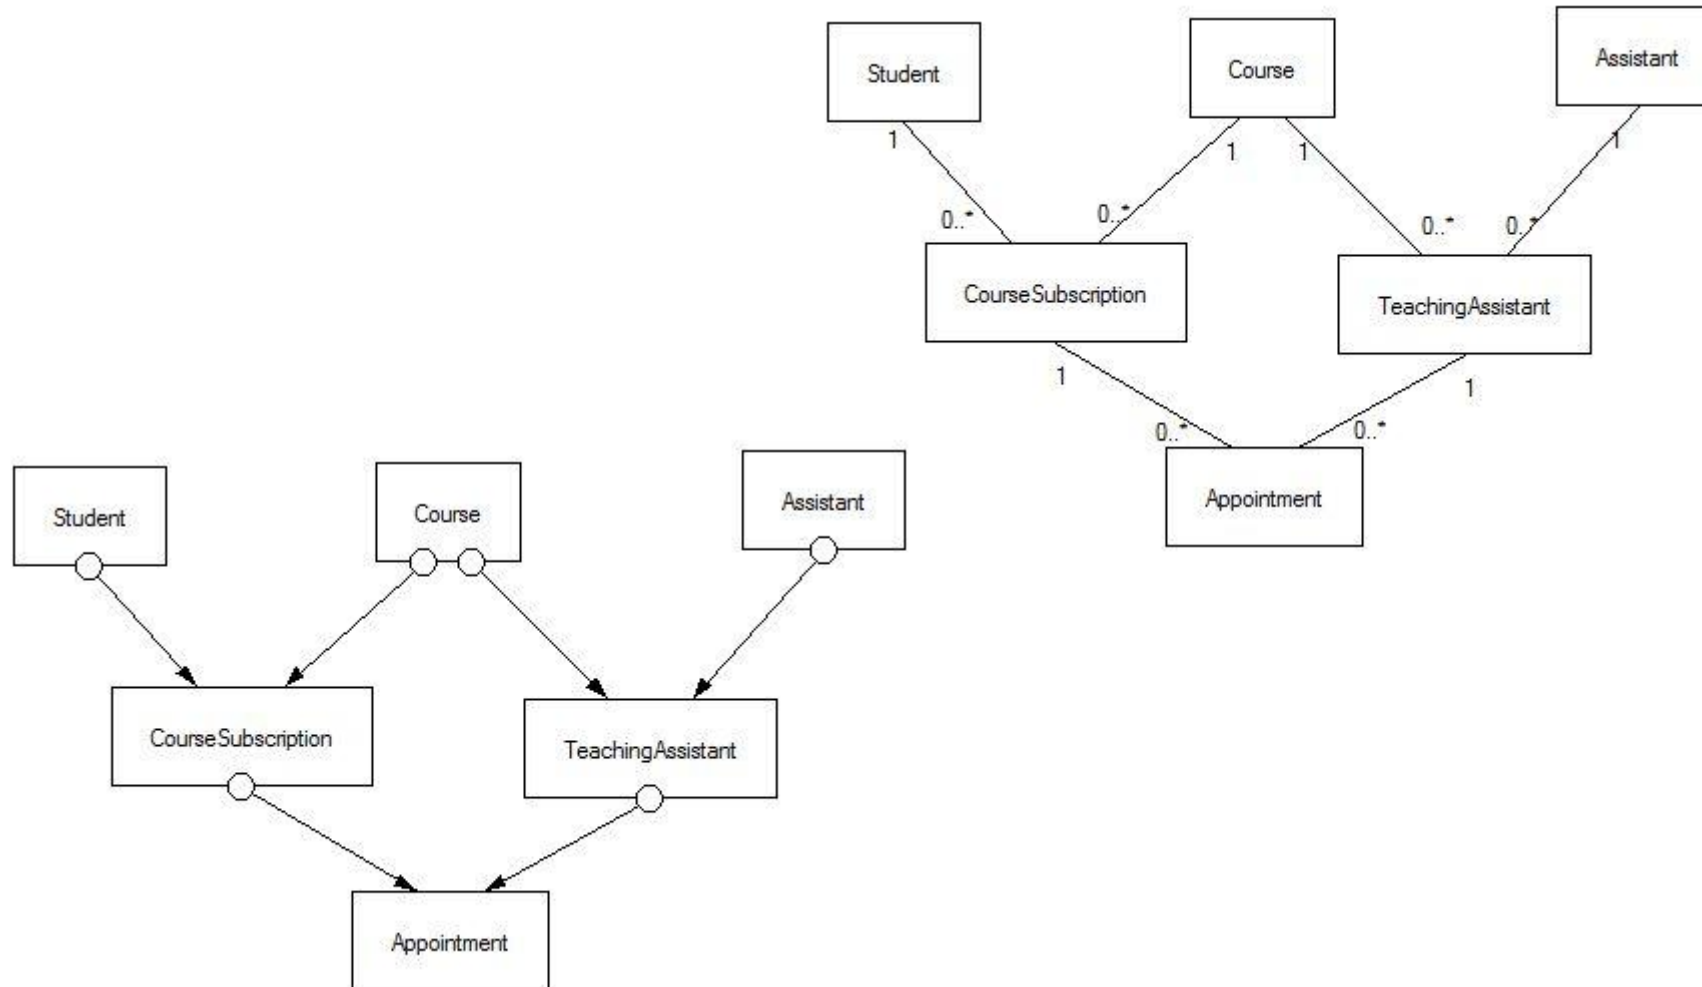 Student
Course
Assistant
1
1
1
1
0..*
0..*
0..*
0..*
CourseSubscription
TeachingAssistant
1
1
0..*
0..*
Appointment
Student
Course
Assistant
CourseSubscription
TeachingAssistant
Appointment